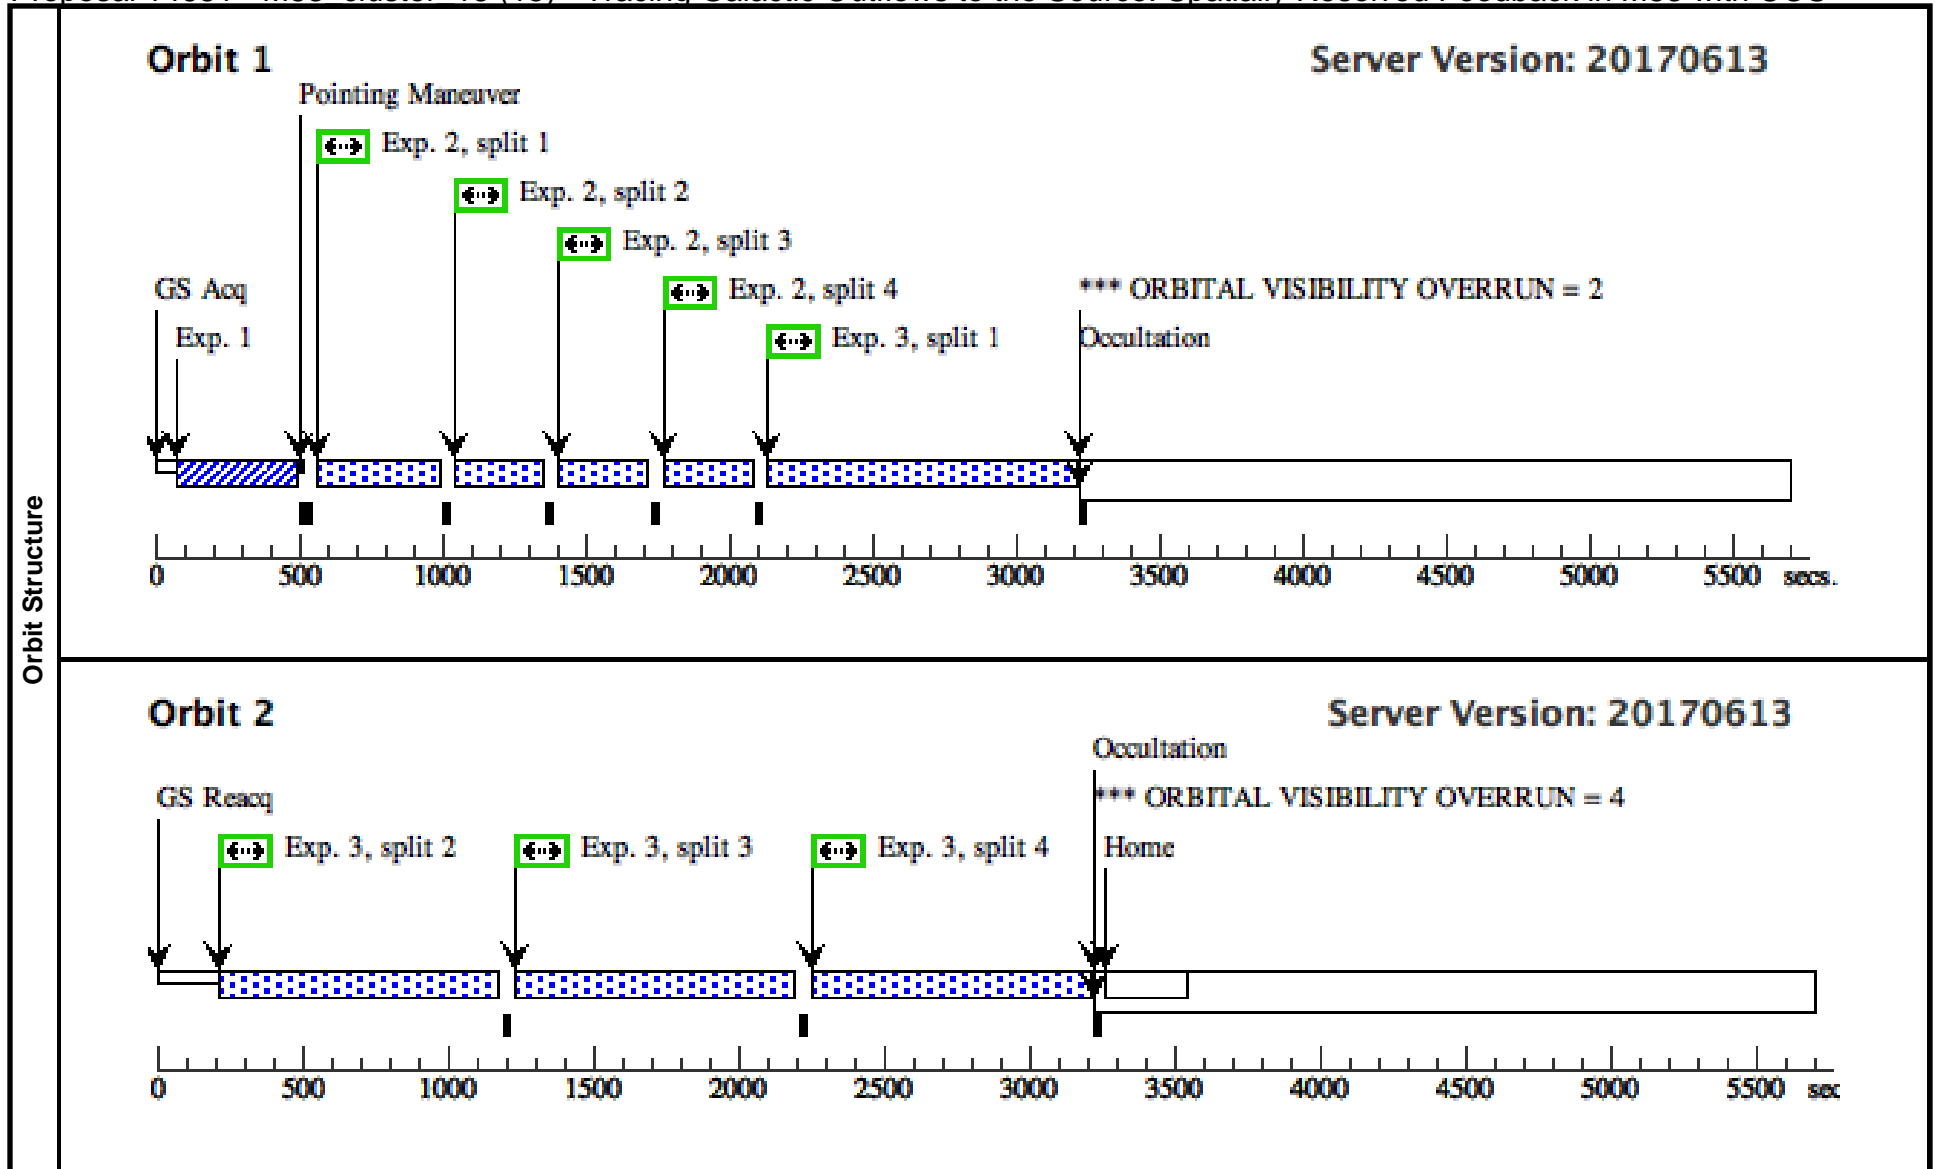 Orbit Structure
Orbit 1
Server Version: 20170613
Pointing Maneuver
Exp. 2, split 1
Exp. 2, split 2
Exp. 2, split 3
GS Acq
Exp. 2, split 4
*** ORBITAL VISIBILITY OVERRUN = 2
Exp. 1
Exp. 3, split 1
Occultation
0 500 1000 1500 2000 2500 3000 3500 4000 4500 5000 5500 secs.
Orbit 2
Server Version: 20170613
Occultation
GS Reacq
*** ORBITAL VISIBILITY OVERRUN = 4
Exp. 3, split 2
Exp. 3, split 3
Exp. 3, split 4
Home
0 500 1000 1500 2000 2500 3000 3500 4000 4500 5000 5500 sec